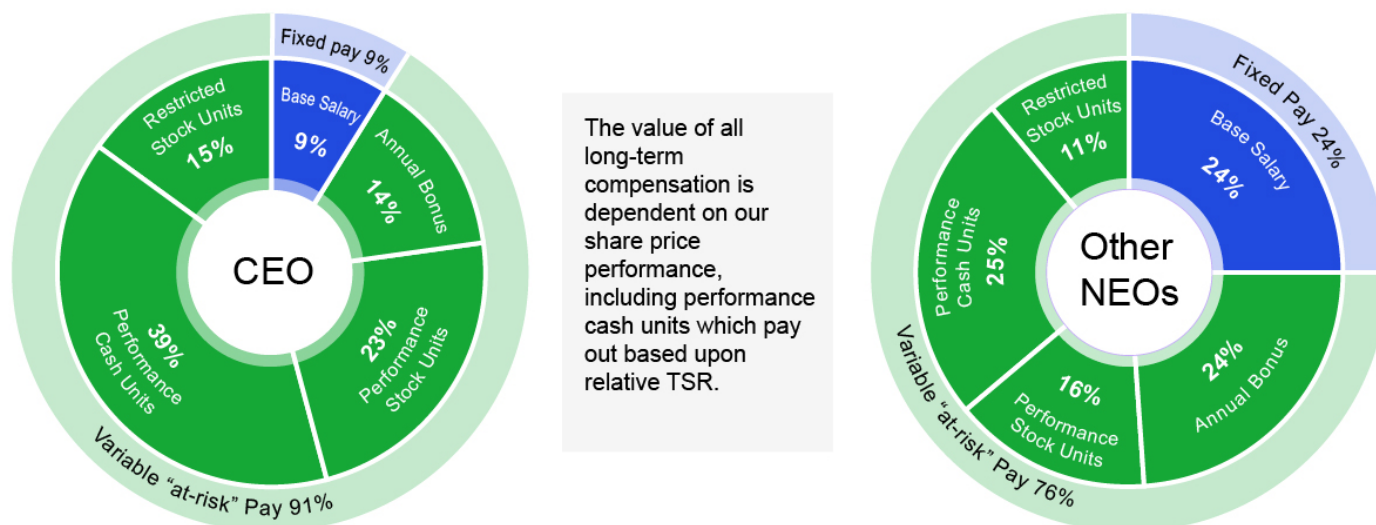 Fixed pay 9%
Base Salary
9%
Annual Bonus
14%
23%
Performance
Stock Units
39%
Performance
Cash Units
Restricted
Stock Units
15%
CEO
Variable “at-risk” Pay 91%
The value of all
long-term
compensation is
dependent on our
share price
performance,
including performance
cash units which pay
out based upon
relative TSR.
Fixed Pay 24%
Base Salary
24%
24%
Annual Bonus
16%
Performance
Stock Units
Performance
Cash Units
25%
Restricted
Stock Units
11%
Other
NEOs
Variable “at-risk” Pay 76%